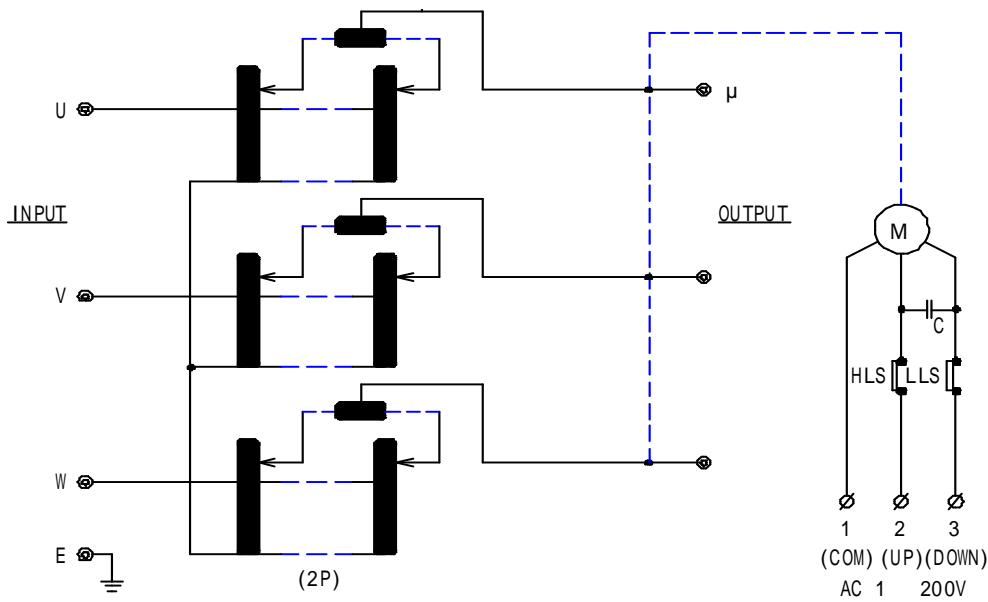 U
μ
INPUT
OUTPUT
M
V
C
HLS
LLS
W
1 2 3
E
(COM) (UP) (DOWN)
(2P)
AC 1 200V